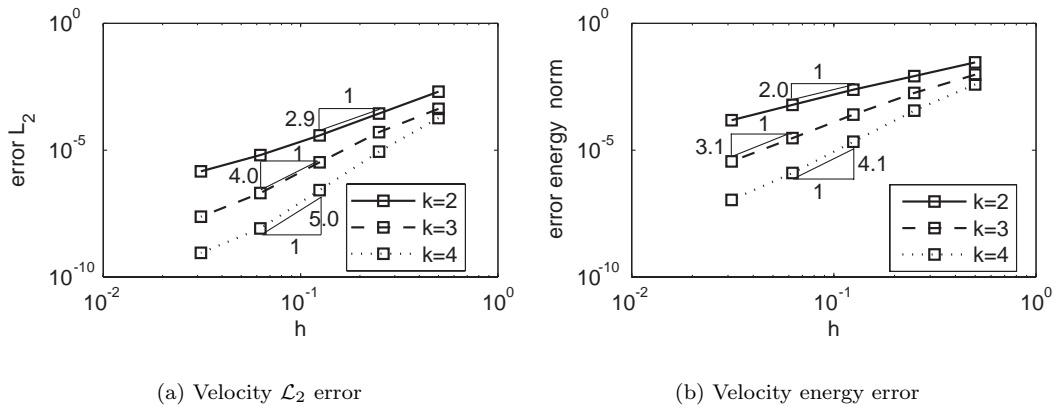 10^0
10^-5
10^-10
error L_2
2.9
1
4.0
1
5.0
1
k=2
k=3
k=4
10^-2
10^-1
10^0
h
(a) Velocity \mathcal{L}_2 error
10^0
10^-5
10^-10
error energy norm
2.0
1
3.1
1
4.1
1
k=2
k=3
k=4
10^-2
10^-1
10^0
h
(b) Velocity energy error